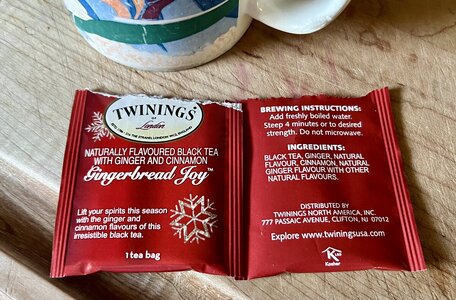 TWININGS
OF
London
NATURALLY FLAVOURED BLACK TEA
WITH GINGER AND CINNAMON
Gingerbread Joy™
Lift your spirits this season
with the ginger and
cinnamon flavours of this
irresistible black tea.
1 tea bag
BREWING INSTRUCTIONS:
Add freshly boiled water.
Steep 4 minutes or to desired
strength. Do not microwave.
INGREDIENTS:
BLACK TEA, GINGER, NATURAL
FLAVOUR, CINNAMON, NATURAL
GINGER FLAVOUR WITH OTHER
NATURAL FLAVOURS.
DISTRIBUTED BY
TWININGS NORTH AMERICA, INC.
777 PASSAIC AVENUE, CLIFTON, NJ 07012
Explore www.twiningsusa.com
K
Kosher